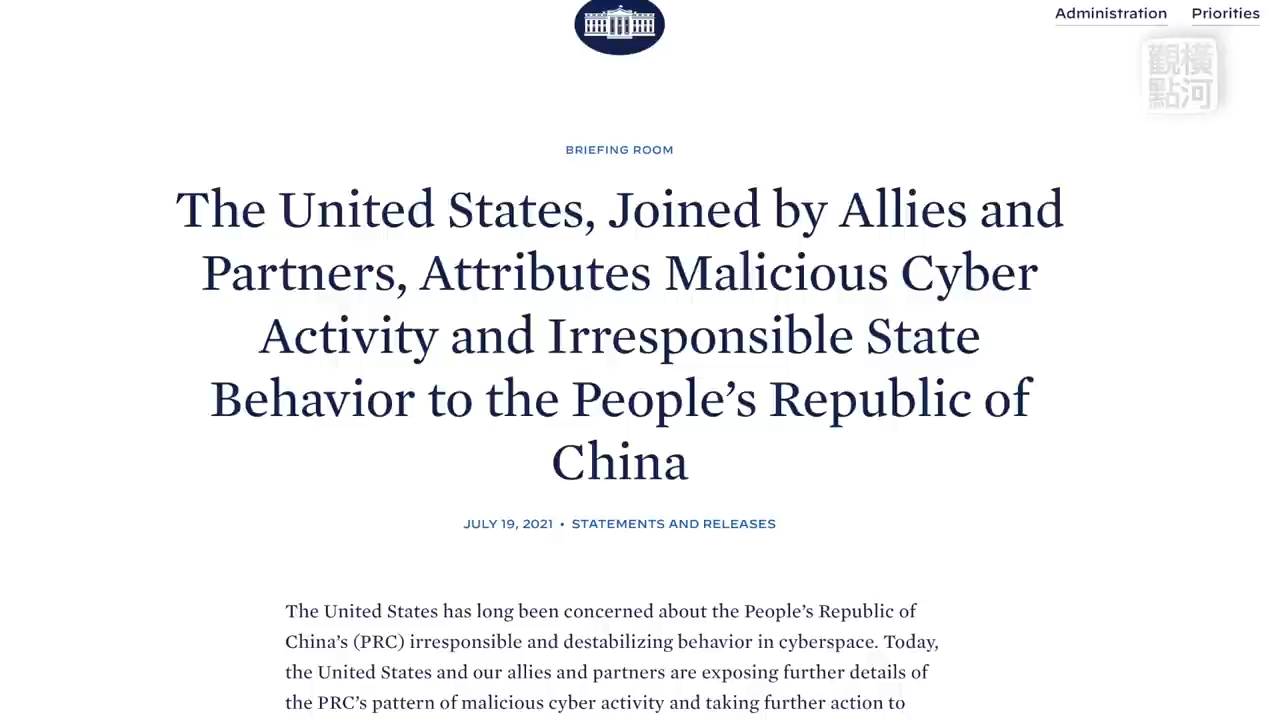 Administration Priorities
橫河
觀點
BRIEFING ROOM
The United States, Joined by Allies and
Partners, Attributes Malicious Cyber
Activity and Irresponsible State
Behavior to the People’s Republic of
China
JULY 19, 2021 • STATEMENTS AND RELEASES
The United States has long been concerned about the People’s Republic of
China’s (PRC) irresponsible and destabilizing behavior in cyberspace. Today,
the United States and our allies and partners are exposing further details of
the PRC’s pattern of malicious cyber activity and taking further action to